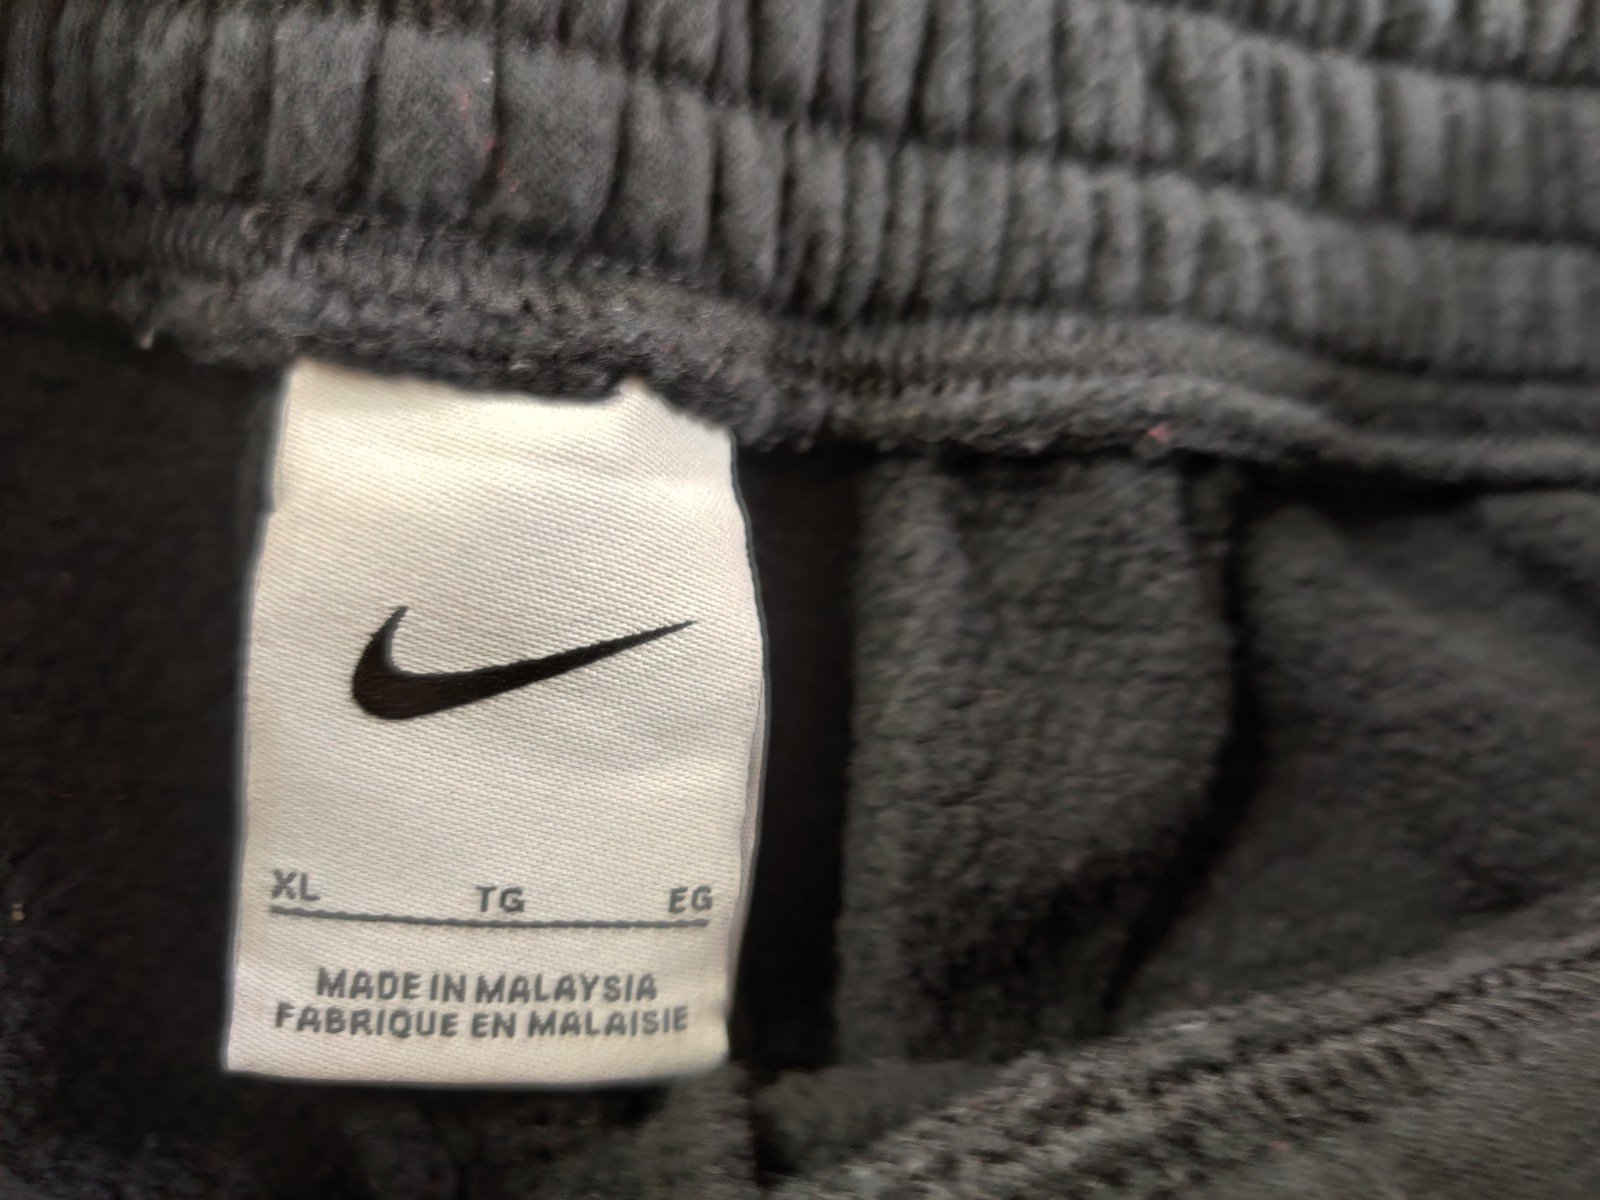 XL TG EG
MADE IN MALAYSIA
FABRIQUE EN MALAISIE